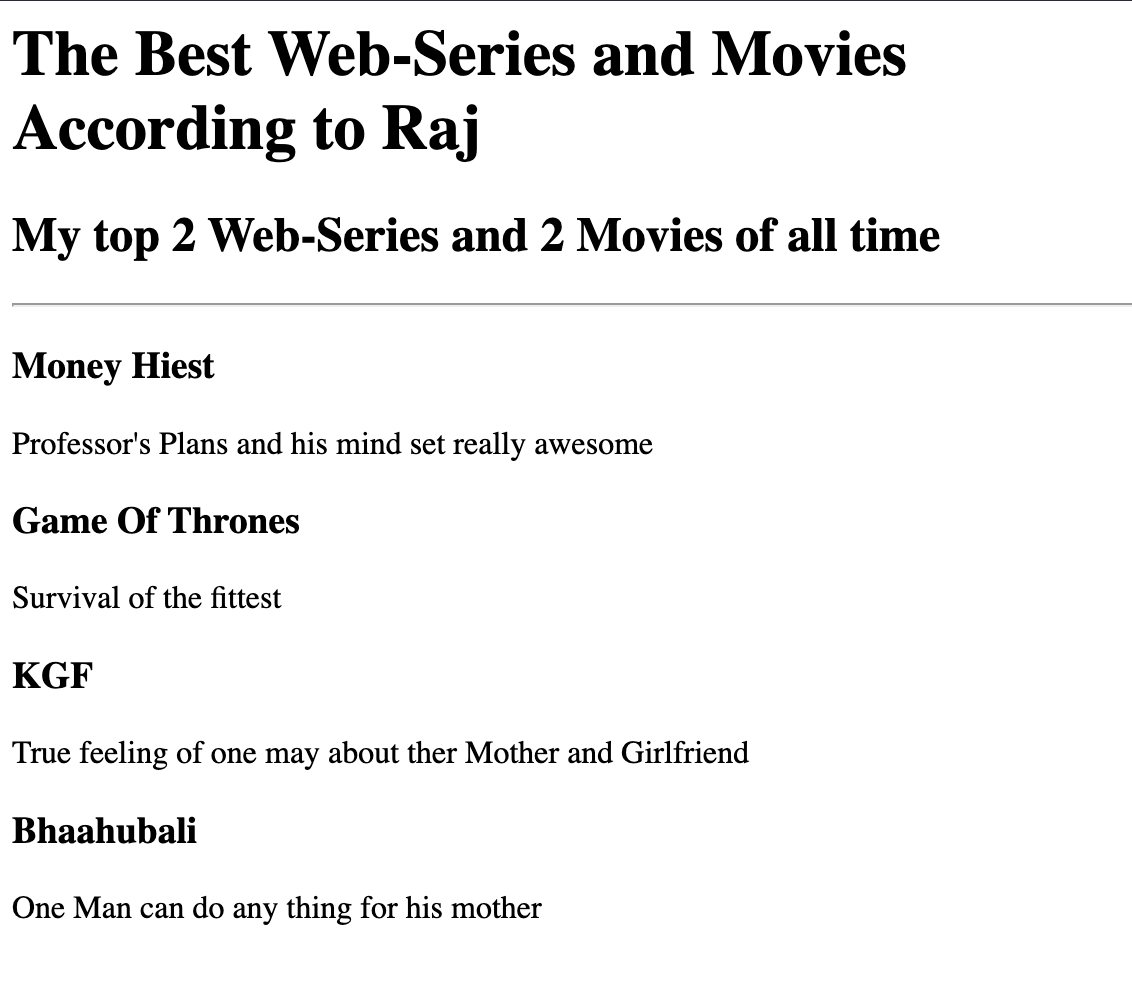 The Best Web-Series and Movies
According to Raj
My top 2 Web-Series and 2 Movies of all time
Money Hiest
Professor's Plans and his mind set really awesome
Game Of Thrones
Survival of the fittest
KGF
True feeling of one may about ther Mother and Girlfriend
Bhaahubali
One Man can do any thing for his mother